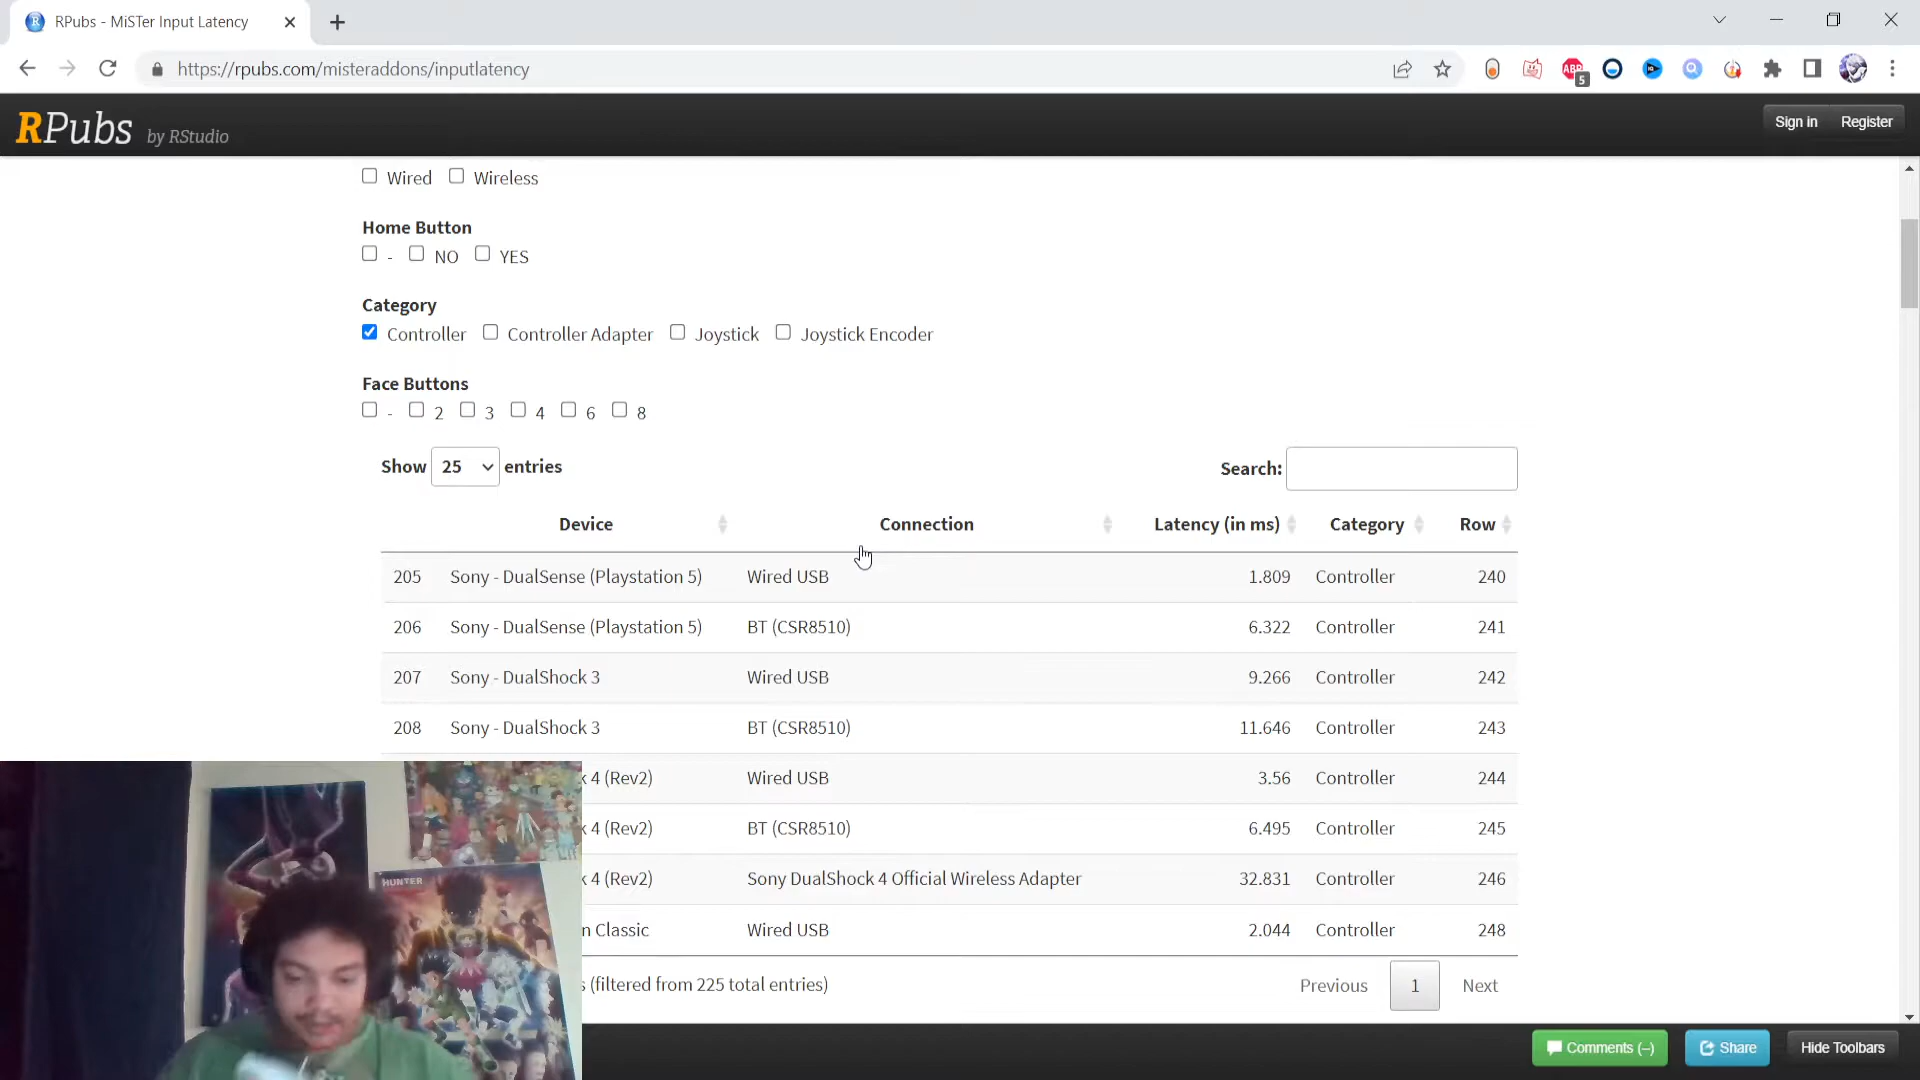 RPubs - MiSTer Input Latency
https://rpubs.com/misteraddons/inputlatency
ABP
5
RPubs by RStudio
Sign in Register
Wired Wireless
Home Button
- NO YES
Category
Controller Controller Adapter Joystick Joystick Encoder
Face Buttons
- 2 3 4 6 8
Show 25 entries Search:
Device Connection Latency (in ms) Category Row
205 Sony - DualSense (Playstation 5) Wired USB 1.809 Controller 240
206 Sony - DualSense (Playstation 5) BT (CSR8510) 6.322 Controller 241
207 Sony - DualShock 3 Wired USB 9.266 Controller 242
208 Sony - DualShock 3 BT (CSR8510) 11.646 Controller 243
k 4 (Rev2) Wired USB 3.56 Controller 244
k 4 (Rev2) BT (CSR8510) 6.495 Controller 245
k 4 (Rev2) Sony DualShock 4 Official Wireless Adapter 32.831 Controller 246
n Classic Wired USB 2.044 Controller 248
s (filtered from 225 total entries) Previous 1 Next
HUNTER
Comments (–) Share Hide Toolbars